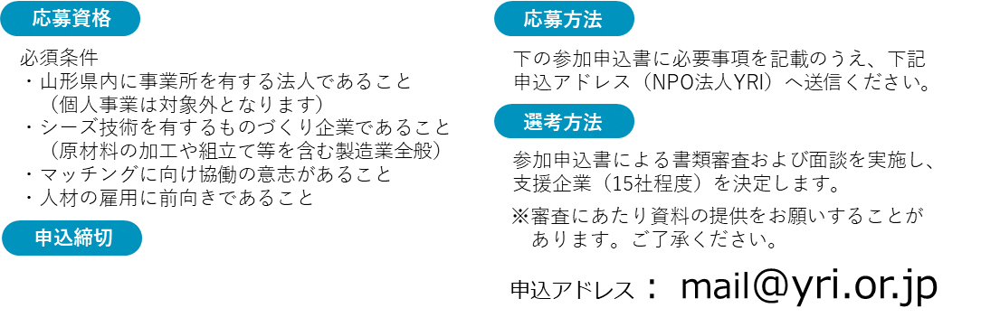 応募資格
必須条件
・山形県内に事業所を有する法人であること
（個人事業は対象外となります）
・シーズ技術を有するものづくり企業であること
（原材料の加工や組立て等を含む製造業全般）
・マッチングに向け協働の意志があること
・人材の雇用に前向きであること
申込締切
応募方法
下の参加申込書に必要事項を記載のうえ、下記
申込アドレス（NPO法人YRI）へ送信ください。
選考方法
参加申込書による書類審査および面談を実施し、
支援企業（15社程度）を決定します。
※審査にあたり資料の提供をお願いすることが
あります。ご了承ください。
申込アドレス ： mail@yri.or.jp